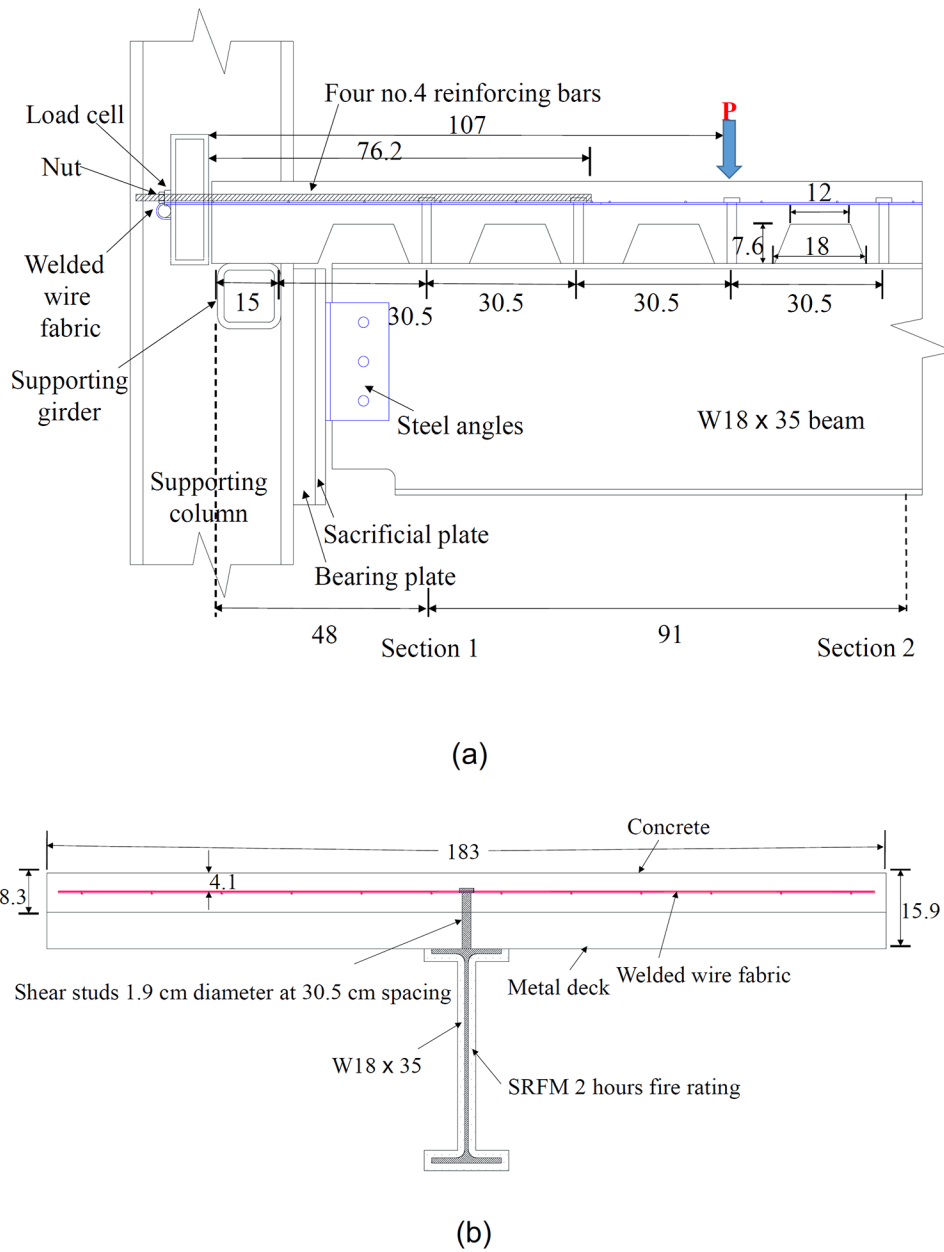 P
Four no.4 reinforcing bars
Load cell
107
Nut
76.2
12
7.6
18
Welded
wire
fabric
15
30.5
30.5
30.5
30.5
Supporting
girder
Steel angles
W18 x 35 beam
Supporting
column
Sacrificial plate
Bearing plate
48
91
Section 1
Section 2
(a)
Concrete
183
8.3
4.1
15.9
Welded wire fabric
Metal deck
Shear studs 1.9 cm diameter at 30.5 cm spacing
W18 x 35
SRFM 2 hours fire rating
(b)